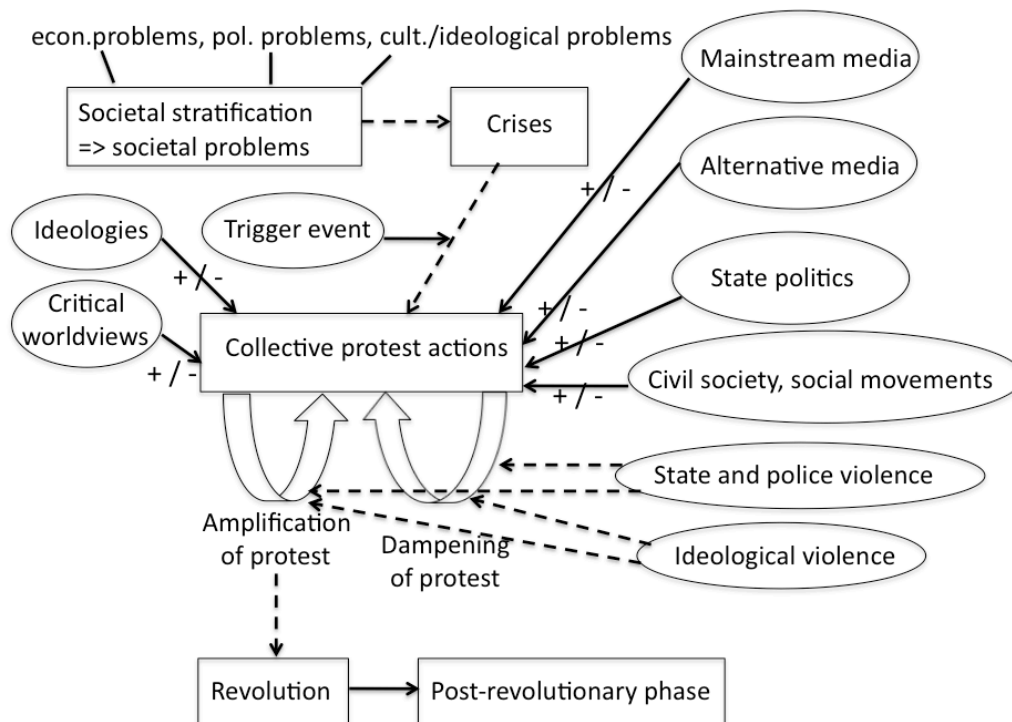 econ.problems, pol. problems, cult./ideological problems
Mainstream media
Societal stratification
=> societal problems
Crises
+ / -
Alternative media
Ideologies
Trigger event
+ / -
State politics
Critical
worldviews
+ / -
+ / -
Collective protest actions
+ / -
Civil society, social movements
+ / -
State and police violence
Amplification
of protest
Dampening
of protest
Ideological violence
Revolution
Post-revolutionary phase